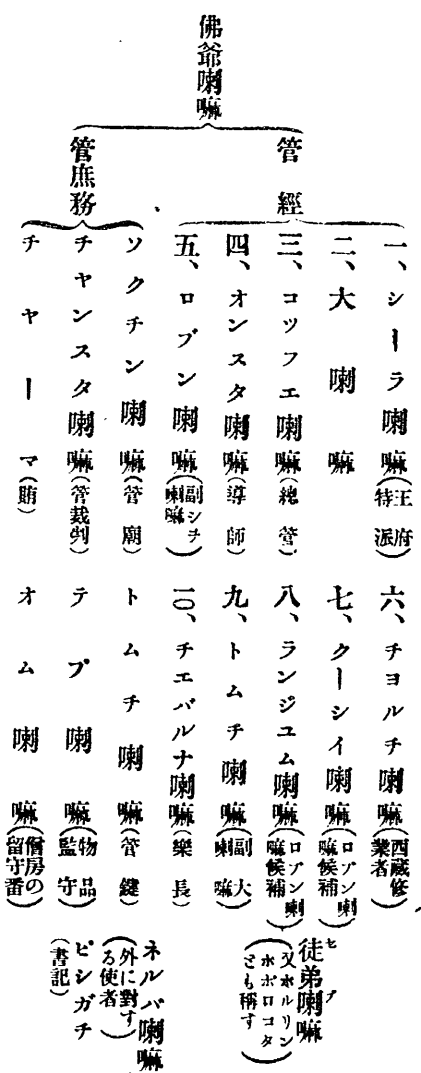 佛爺喇嘛
管經
一、シーラ喇嘛(王府特派)
二、大喇嘛
三、コツフエ喇嘛(總管)
四、オンスタ喇嘛(導師)
五、ロブン喇嘛(副シチ喇嘛)
六、チヨルチ喇嘛(西藏修業者)
七、クーシイ喇嘛(ロブン喇嘛候補)
八、ランジユム喇嘛(ロブン喇嘛候補)
九、トムチ喇嘛(副大喇嘛)
一〇、チエバルナ喇嘛(樂長)
徒弟喇嘛(又ホルリンホボロコタとも稱す)
管庶務
ソクチン喇嘛(管廟)
チヤンスタ喇嘛(管裁判)
チヤーマ(賄)
トムチ喇嘛(管鍵)
テプ喇嘛(物品監守)
オム喇嘛(僧房の留守番)
ネルバ喇嘛(外に對する使者)
ビシガチ(書記)